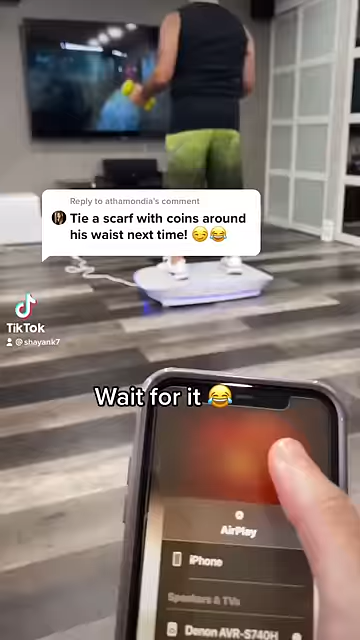 Reply to athamondia's comment
Tie a scarf with coins around
his waist next time! 😏😂
TikTok
@shayank7
Wait for it 😂
AirPlay
iPhone
Speakers & TVs
Denon AVR-S740H